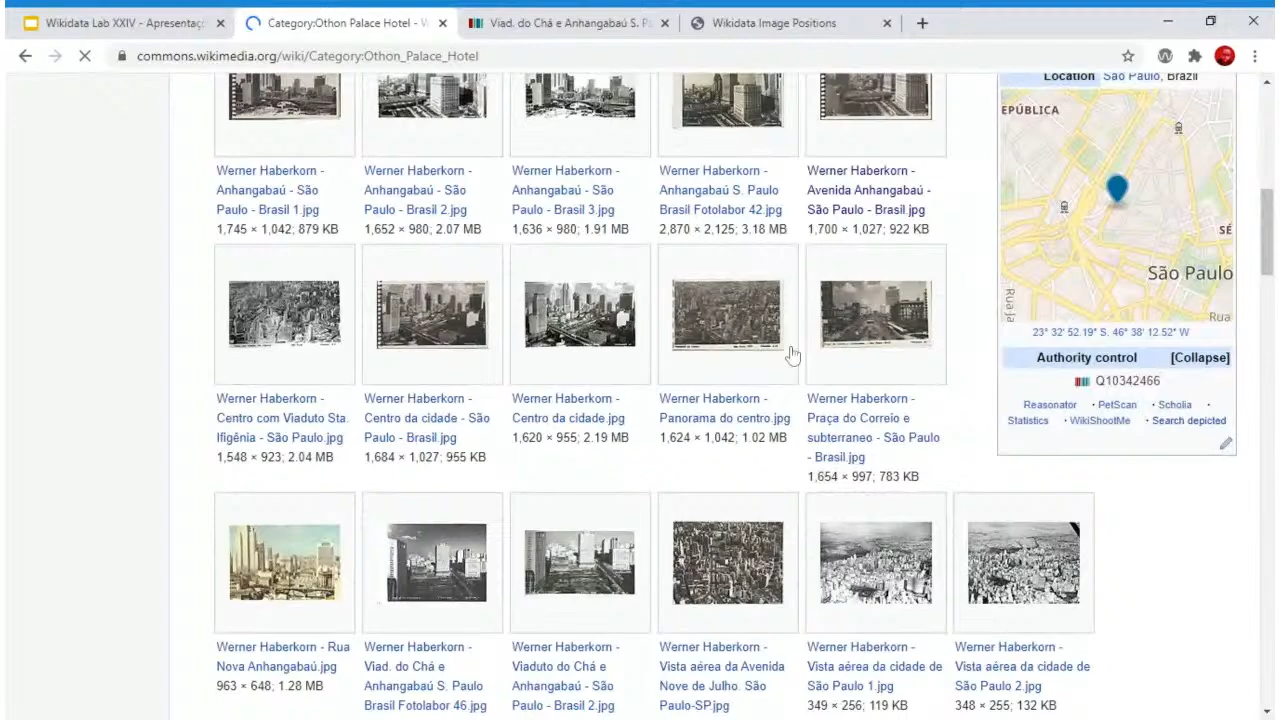 Wikidata Lab XXIV - Apresentaç
Category:Othon Palace Hotel - W
Viad. do Chá e Anhangabaú S. P
Wikidata Image Positions
commons.wikimedia.org/wiki/Category:Othon_Palace_Hotel
Location São Paulo, Brazil
EPÚBLICA
SÉ
São Paulo
Rua ja
Rua
23° 32′ 52.19″ S, 46° 38′ 12.52″ W
Authority control [Collapse]
Q10342466
Reasonator · PetScan · Scholia ·
Statistics · WikiShootMe · Search depicted
Werner Haberkorn -
Anhangabaú - São
Paulo - Brasil 1.jpg
1,745 × 1,042; 879 KB
Werner Haberkorn -
Anhangabaú - São
Paulo - Brasil 2.jpg
1,652 × 980; 2.07 MB
Werner Haberkorn -
Anhangabaú - São
Paulo - Brasil 3.jpg
1,636 × 980; 1.91 MB
Werner Haberkorn -
Anhangabaú S. Paulo
Brasil Fotolabor 42.jpg
2,870 × 2,125; 3.18 MB
Werner Haberkorn -
Avenida Anhangabaú -
São Paulo - Brasil.jpg
1,700 × 1,027; 922 KB
Werner Haberkorn -
Centro com Viaduto Sta.
Ifigênia - São Paulo.jpg
1,548 × 923; 2.04 MB
Werner Haberkorn -
Centro da cidade - São
Paulo - Brasil.jpg
1,684 × 1,027; 955 KB
Werner Haberkorn -
Centro da cidade.jpg
1,620 × 955; 2.19 MB
Werner Haberkorn -
Panorama do centro.jpg
1,624 × 1,042; 1.02 MB
Werner Haberkorn -
Praça do Correio e
subterraneo - São Paulo
- Brasil.jpg
1,654 × 997; 783 KB
Werner Haberkorn - Rua
Nova Anhangabaú.jpg
963 × 648; 1.28 MB
Werner Haberkorn -
Viad. do Chá e
Anhangabaú S. Paulo
Brasil Fotolabor 46.jpg
Werner Haberkorn -
Viaduto do Chá e
Anhangabaú - São
Paulo - Brasil 2.jpg
Werner Haberkorn -
Vista aérea da Avenida
Nove de Julho. São
Paulo-SP.jpg
Werner Haberkorn -
Vista aérea da cidade de
São Paulo 1.jpg
349 × 256; 119 KB
Werner Haberkorn -
Vista aérea da cidade de
São Paulo 2.jpg
348 × 255; 132 KB